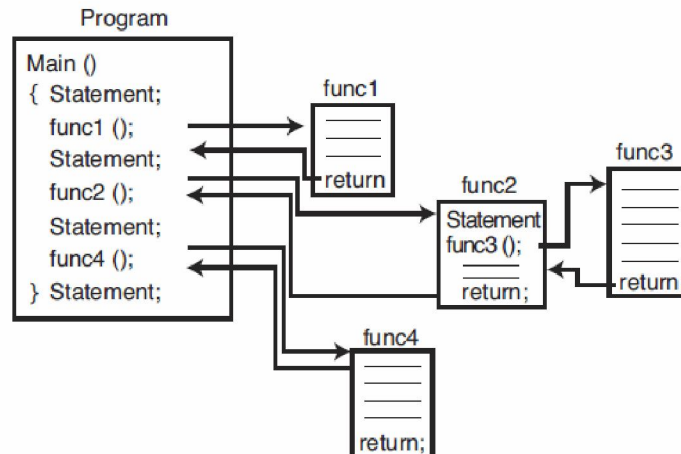 Program
Main ()
{ Statement;
func1 ();
Statement;
func2 ();
Statement;
func4 ();
} Statement;
func1
return
func2
Statement
func3 ();
return;
func3
return
func4
return;